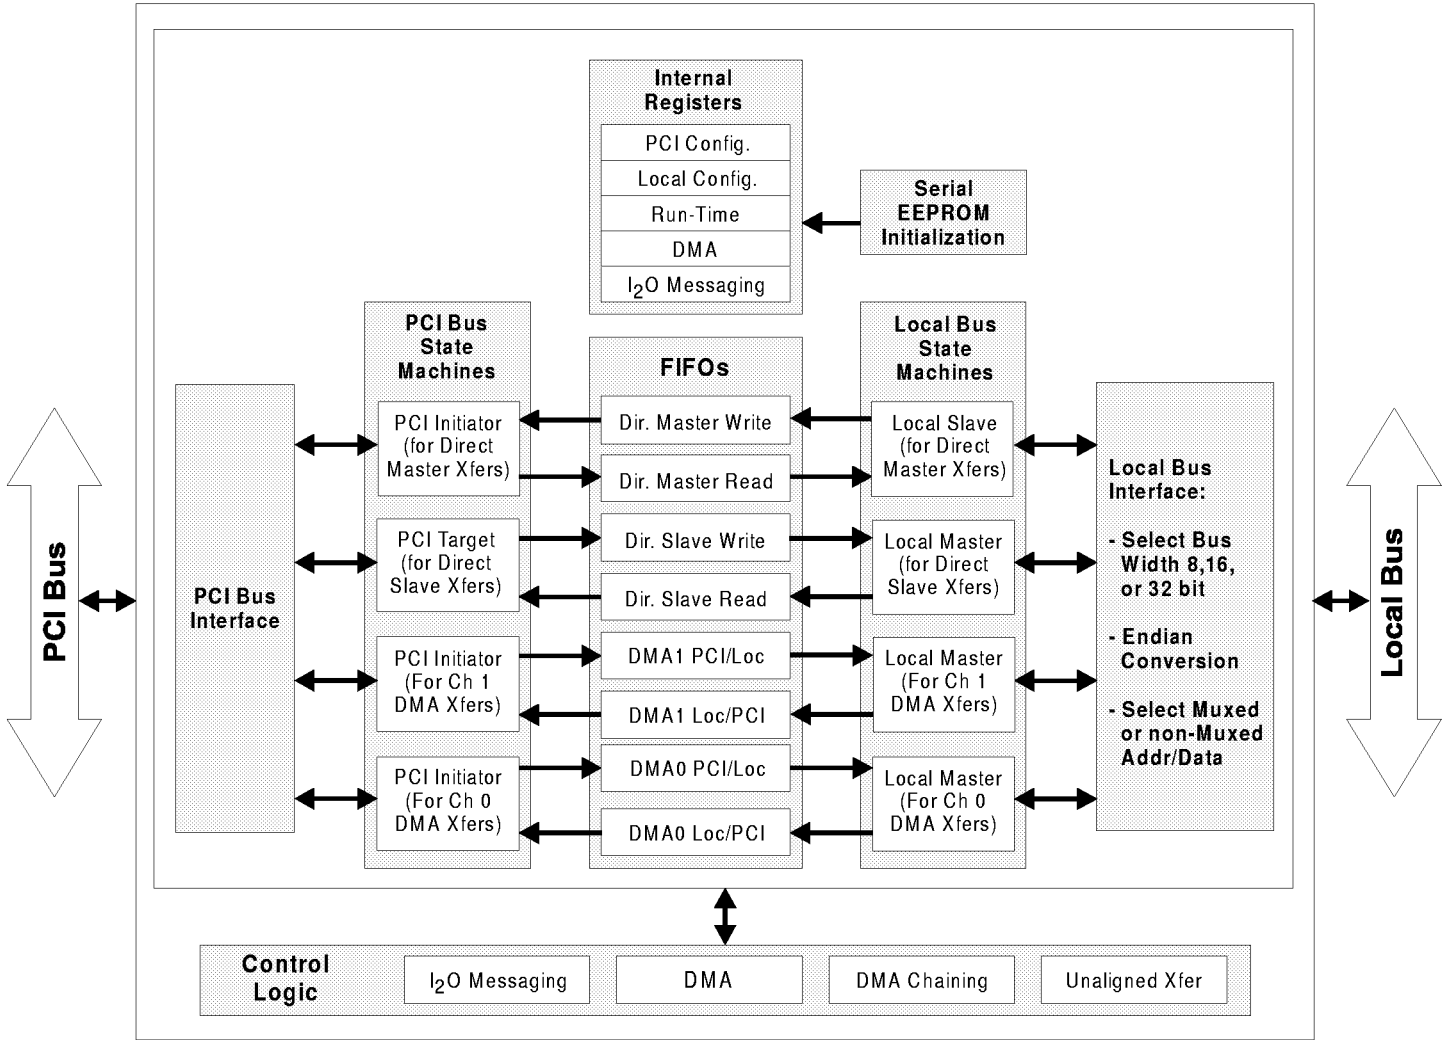 Internal
Registers
PCI Config.
Local Config.
Run-Time
DMA
I2O Messaging
Serial
EEPROM
Initialization
PCI Bus
State
Machines
FIFOs
Local Bus
State
Machines
PCI Bus
PCI Bus
Interface
PCI Initiator
(for Direct
Master Xfers)
PCI Target
(for Direct
Slave Xfers)
PCI Initiator
(For Ch 1
DMA Xfers)
PCI Initiator
(For Ch 0
DMA Xfers)
Dir. Master Write
Dir. Master Read
Dir. Slave Write
Dir. Slave Read
DMA1 PCI/Loc
DMA1 Loc/PCI
DMA0 PCI/Loc
DMA0 Loc/PCI
Local Slave
(for Direct
Master Xfers)
Local Master
(for Direct
Slave Xfers)
Local Master
(For Ch 1
DMA Xfers)
Local Master
(For Ch 0
DMA Xfers)
Local Bus
Interface:
- Select Bus
Width 8,16,
or 32 bit
- Endian
Conversion
- Select Muxed
or non-Muxed
Addr/Data
Local Bus
Control
Logic
I2O Messaging
DMA
DMA Chaining
Unaligned Xfer